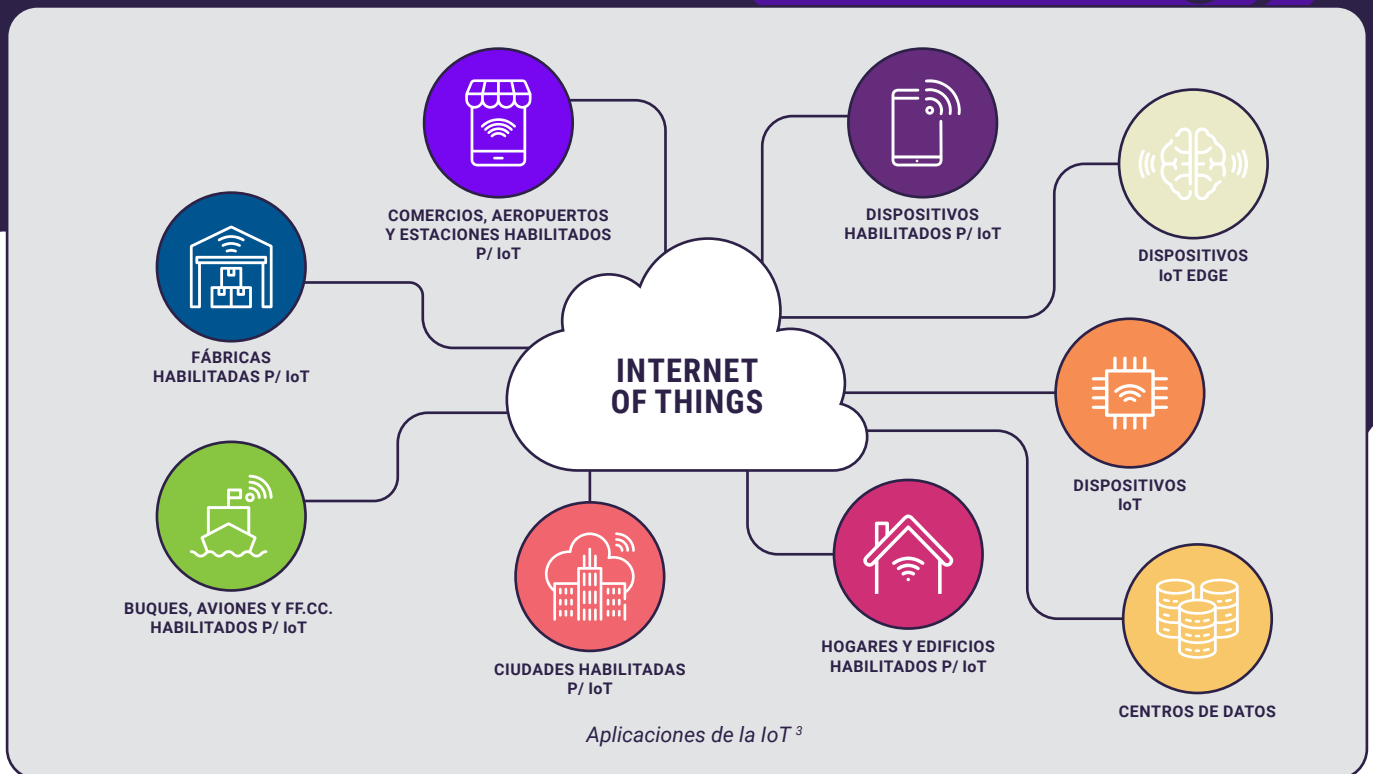 COMERCIOS, AEROPUERTOS
Y ESTACIONES HABILITADOS
P/ IoT
DISPOSITIVOS
HABILITADOS P/ IoT
DISPOSITIVOS
IoT EDGE
FÁBRICAS
HABILITADAS P/ IoT
INTERNET
OF THINGS
DISPOSITIVOS
IoT
BUQUES, AVIONES Y FF.CC.
HABILITADOS P/ IoT
CIUDADES HABILITADAS
P/ IoT
HOGARES Y EDIFICIOS
HABILITADOS P/ IoT
CENTROS DE DATOS
Aplicaciones de la IoT ³